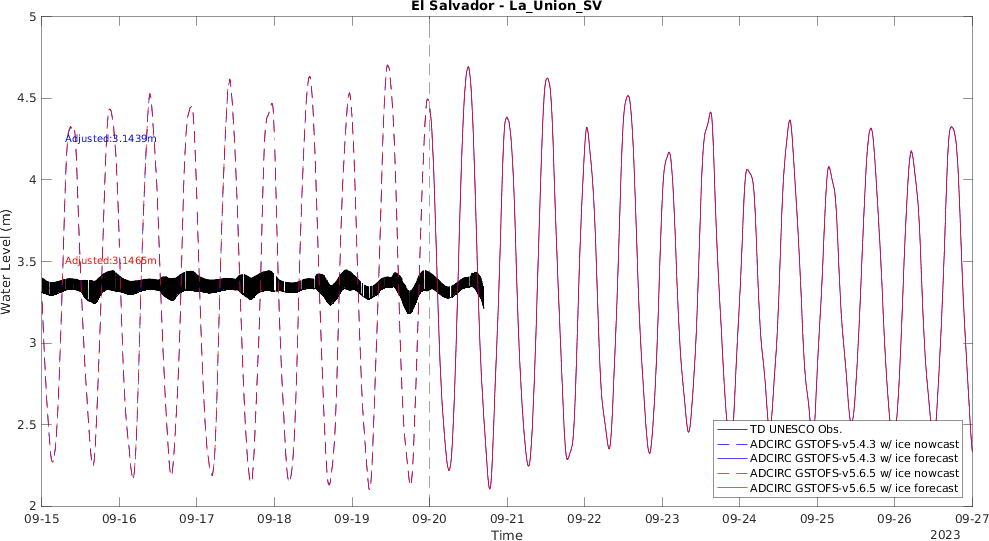 El Salvador - La_Union_SV
5
4.5
4
3.5
3
2.5
2
Water Level (m)
Adjusted:3.1439m
Adjusted:3.1465m
TD UNESCO Obs.
ADCIRC GSTOFS-v5.4.3 w/ ice nowcast
ADCIRC GSTOFS-v5.4.3 w/ ice forecast
ADCIRC GSTOFS-v5.6.5 w/ ice nowcast
ADCIRC GSTOFS-v5.6.5 w/ ice forecast
09-15 09-16 09-17 09-18 09-19 09-20 09-21 09-22 09-23 09-24 09-25 09-26 09-27
Time
2023